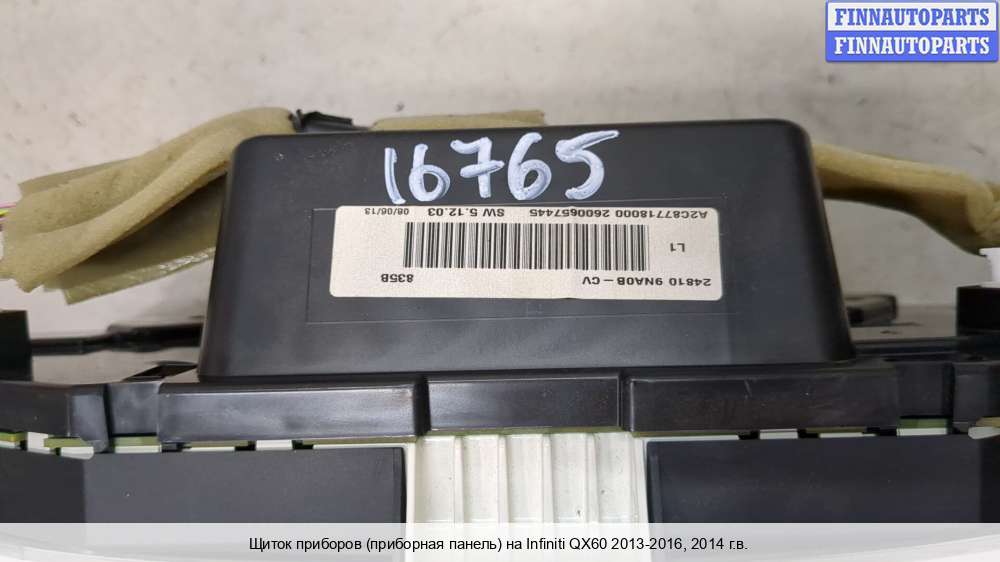 FINNAUTOPARTS
FINNAUTOPARTS
16765
24810 9NA0B-CV 835B
L1
A2C87718000 2600657445 SW 5.12.03 08/06/13
Щиток приборов (приборная панель) на Infiniti QX60 2013-2016, 2014 г.в.